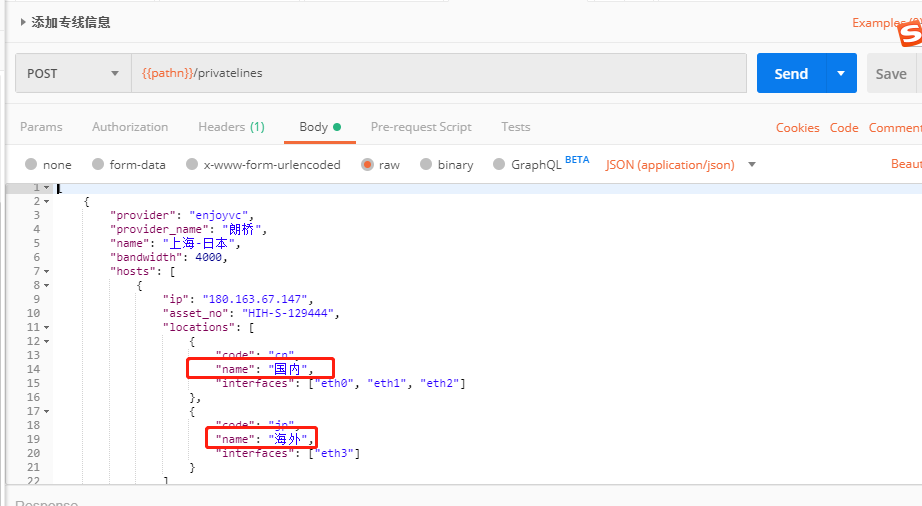 添加专线信息
Examples (0)
POST
{{pathn}}/privatelines
Send
Save
Params
Authorization
Headers (1)
Body
Pre-request Script
Tests
Cookies
Code
Comment
none
form-data
x-www-form-urlencoded
raw
binary
GraphQL BETA
JSON (application/json)
Beau
1 [
2 {
3 "provider": "enjoyvc",
4 "provider_name": "朗桥",
5 "name": "上海-日本",
6 "bandwidth": 4000,
7 "hosts": [
8 {
9 "ip": "180.163.67.147",
10 "asset_no": "HIH-S-129444",
11 "locations": [
12 {
13 "code": "cn",
14 "name": "国内",
15 "interfaces": ["eth0", "eth1", "eth2"]
16 },
17 {
18 "code": "jp",
19 "name": "海外",
20 "interfaces": ["eth3"]
21 }
22 ]
Response